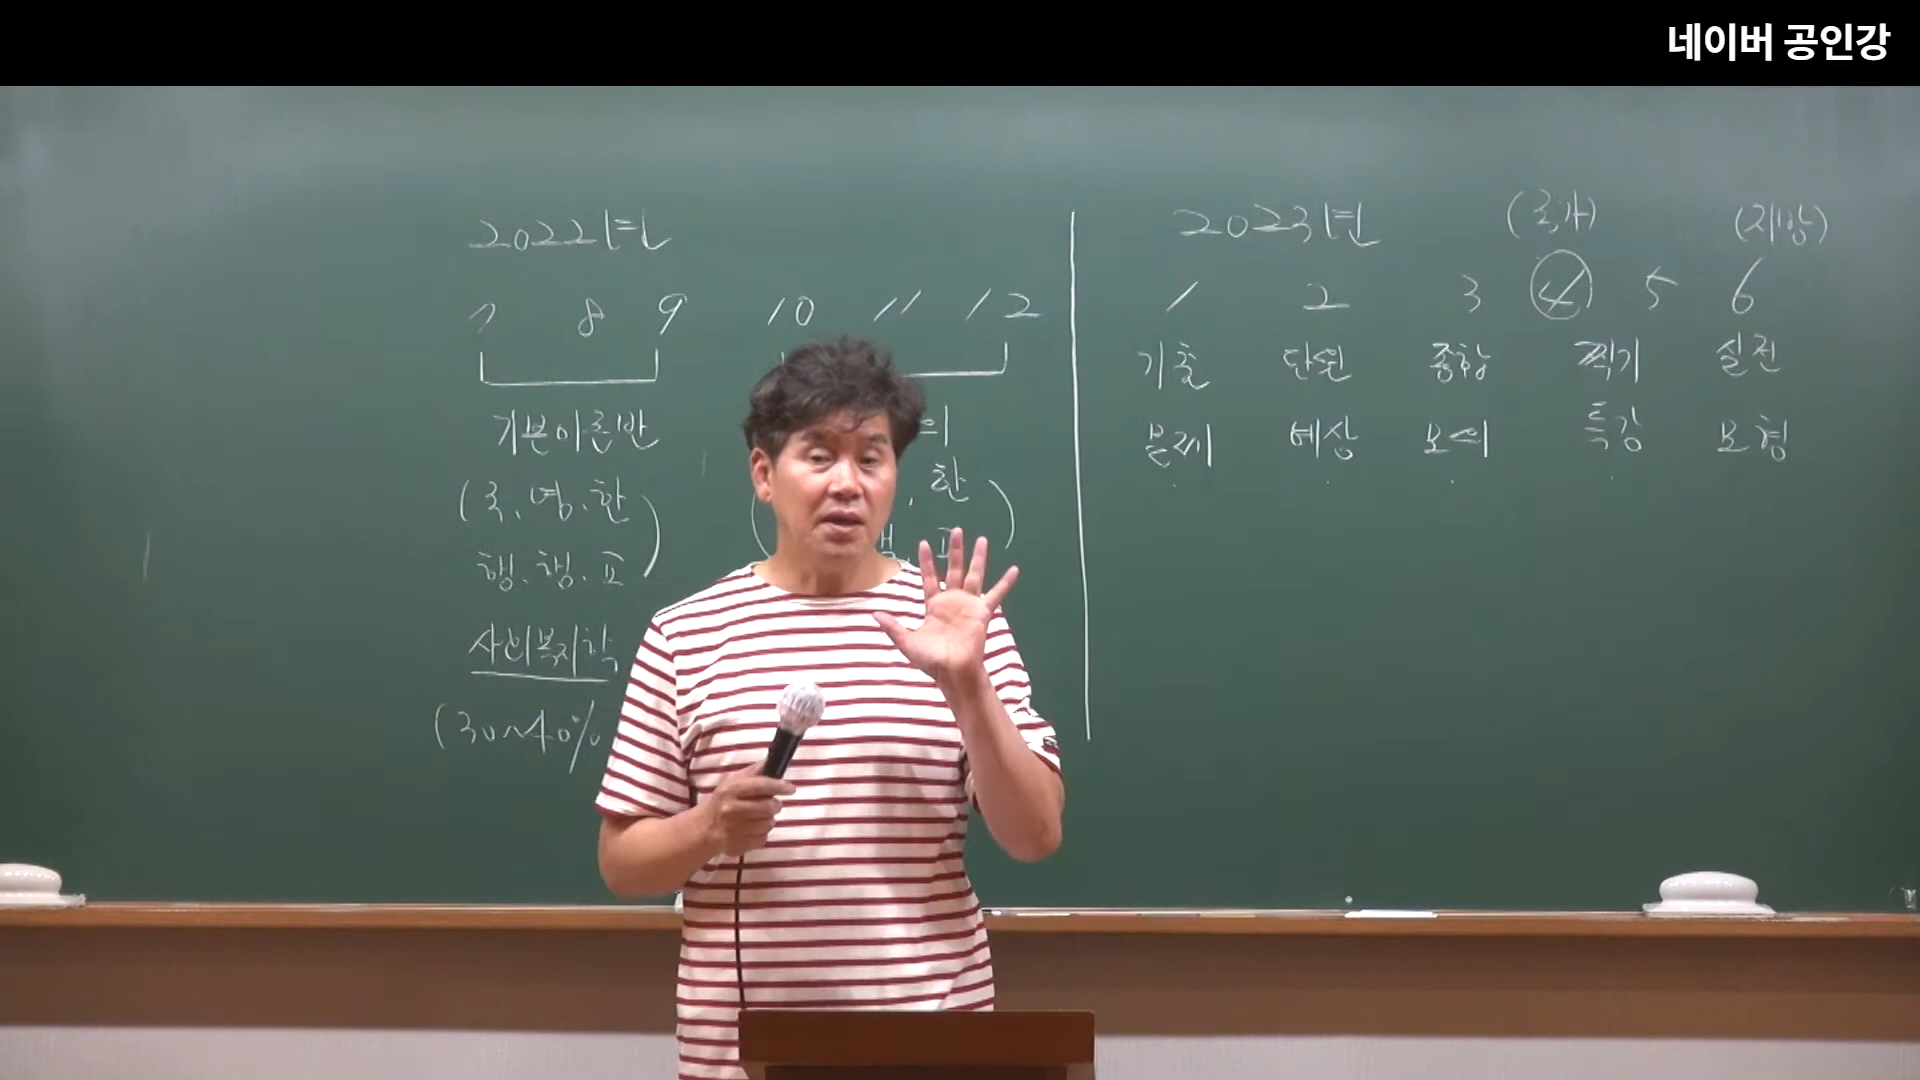 네이버 공인강
2022년
7 8 9 10 11 12
기본이론반
(국, 영, 한
행, 행, 교)
, 한)
사회복지학
(30~40%
2023년 (국가) (지방)
1 2 3 4 5 6
기출 단원 종합 찍기 실전
문제 예상 모의 특강 모형